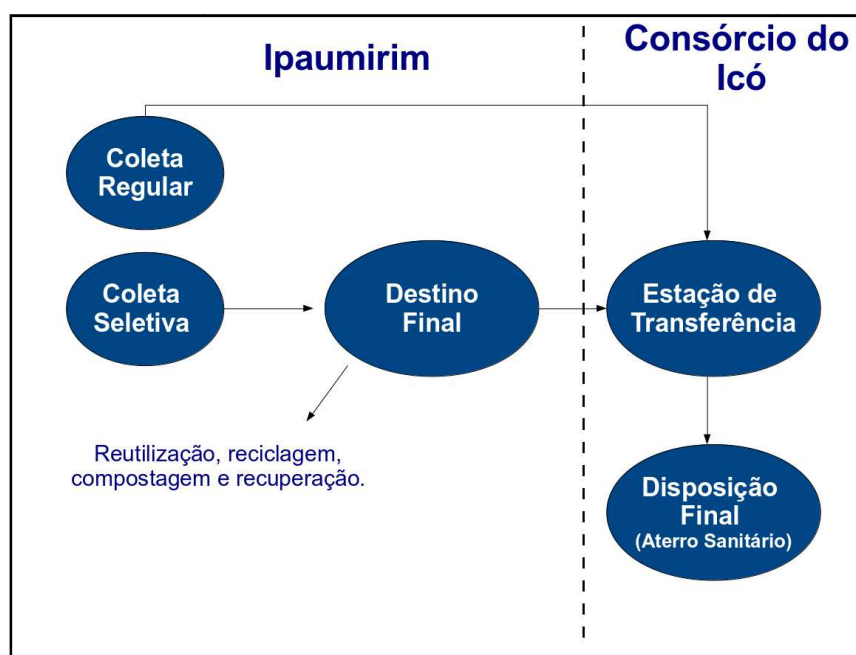 Ipaumirim
Consórcio do
Icó
Coleta
Regular
Coleta
Seletiva
Destino
Final
Estação de
Transferência
Reutilização, reciclagem,
compostagem e recuperação.
Disposição
Final
(Aterro Sanitário)